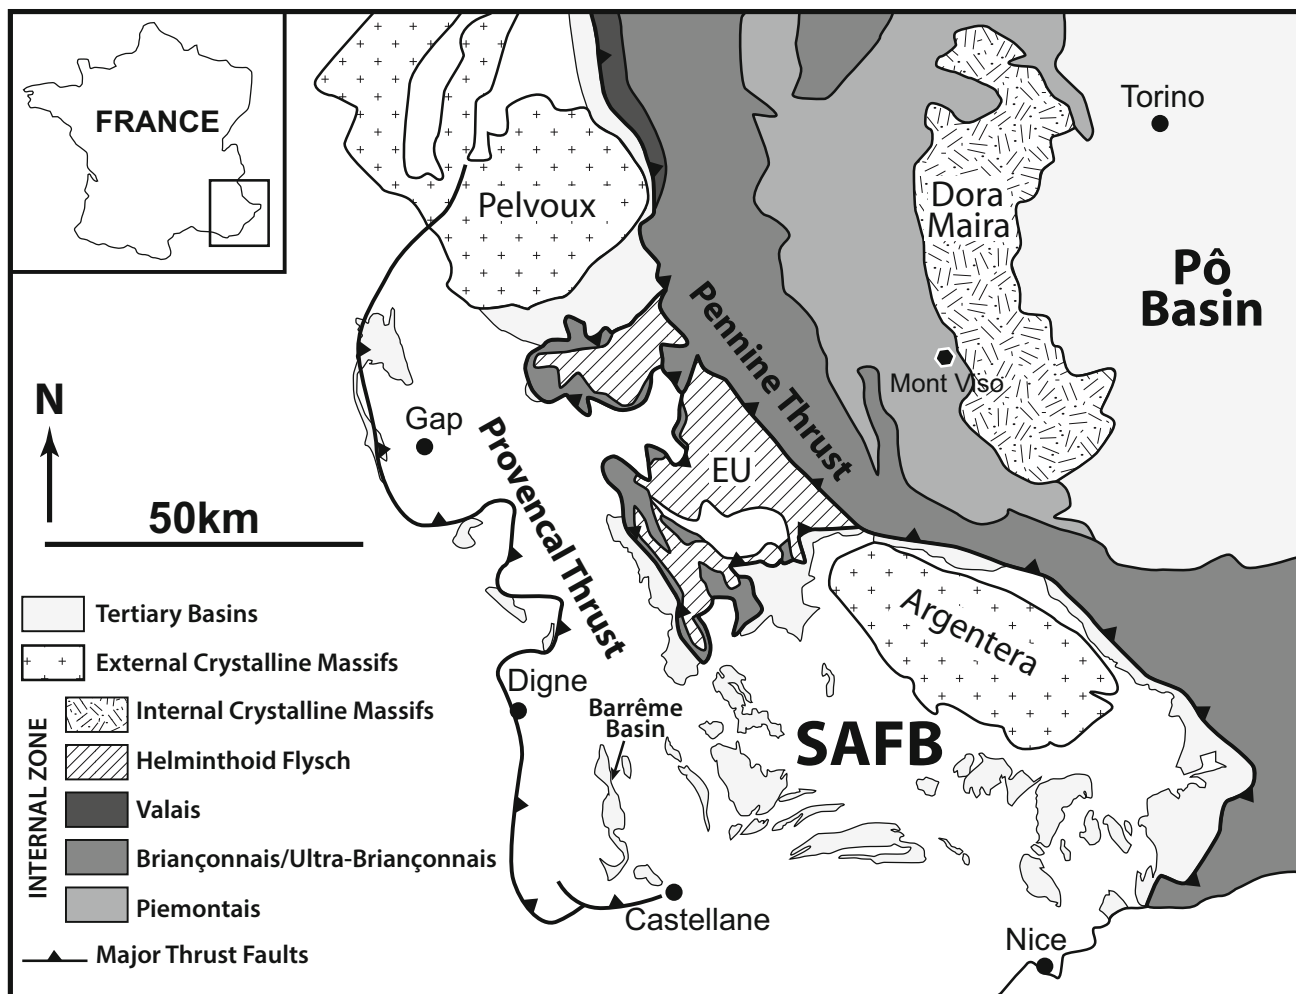 FRANCE
Torino
Pelvoux
Dora
Maira
Pô
Basin
Pennine Thrust
Mont Viso
N
Gap
Provencal Thrust
EU
50km
Argentera
Tertiary Basins
External Crystalline Massifs
INTERNAL ZONE
Internal Crystalline Massifs
Helminthoid Flysch
Valais
Briançonnais/Ultra-Briançonnais
Piemontais
Major Thrust Faults
Digne
Barrême
Basin
SAFB
Castellane
Nice